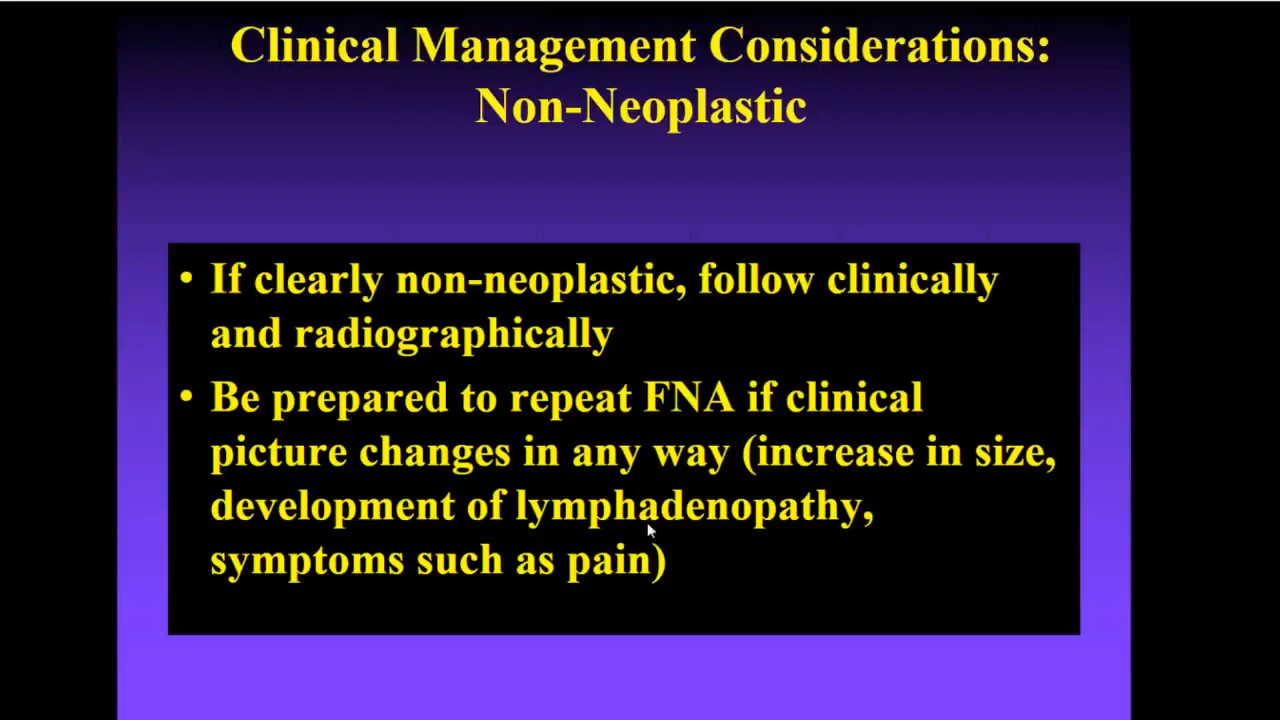 Clinical Management Considerations:
Non-Neoplastic
• If clearly non-neoplastic, follow clinically
and radiographically
• Be prepared to repeat FNA if clinical
picture changes in any way (increase in size,
development of lymphadenopathy,
symptoms such as pain)